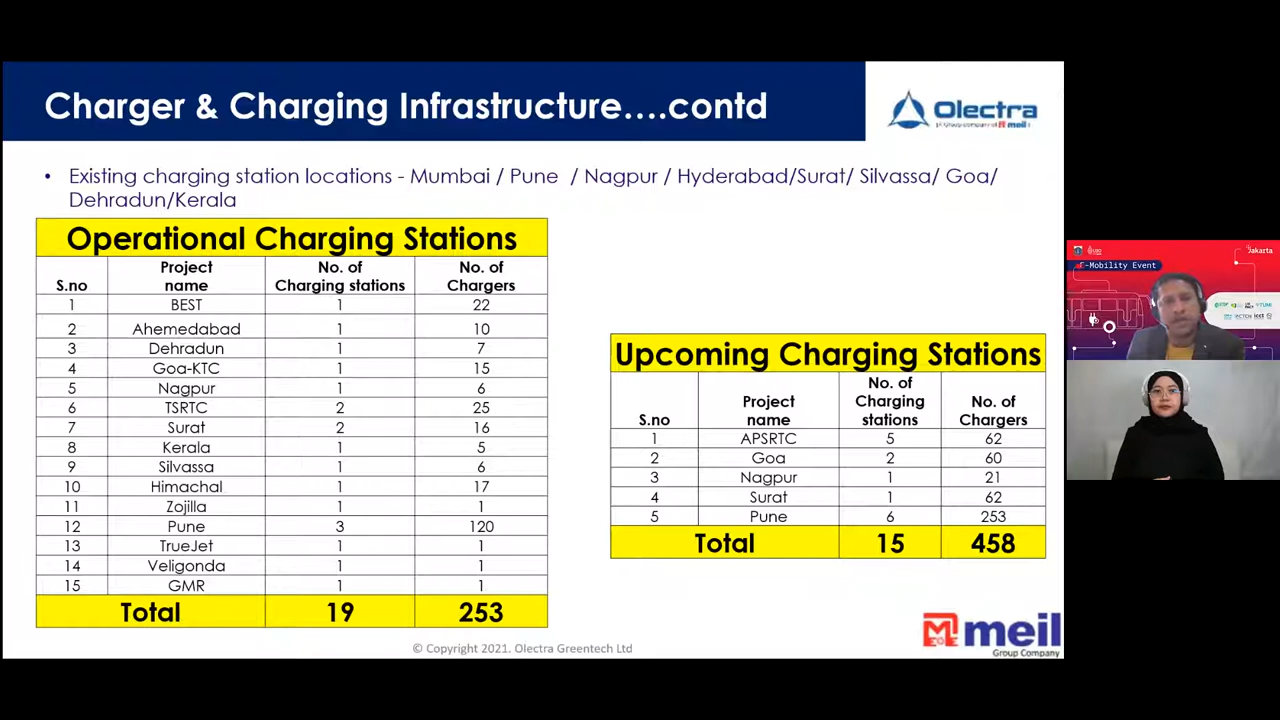 Charger & Charging Infrastructure....contd
Olectra
meil
• Existing charging station locations - Mumbai / Pune / Nagpur / Hyderabad/Surat/ Silvassa/ Goa/
Dehradun/Kerala
Operational Charging Stations
S.no Project name No. of Charging stations No. of Chargers
1 BEST 1 22
2 Ahemedabad 1 10
3 Dehradun 1 7
4 Goa-KTC 1 15
5 Nagpur 1 6
6 TSRTC 2 25
7 Surat 2 16
8 Kerala 1 5
9 Silvassa 1 6
10 Himachal 1 17
11 Zojilla 1 1
12 Pune 3 120
13 TrueJet 1 1
14 Veligonda 1 1
15 GMR 1 1
Total 19 253
Upcoming Charging Stations
S.no Project name No. of Charging stations No. of Chargers
1 APSRTC 5 62
2 Goa 2 60
3 Nagpur 1 21
4 Surat 1 62
5 Pune 6 253
Total 15 458
meil
Group Company
© Copyright 2021. Olectra Greentech Ltd
Jakarta
E-Mobility Event